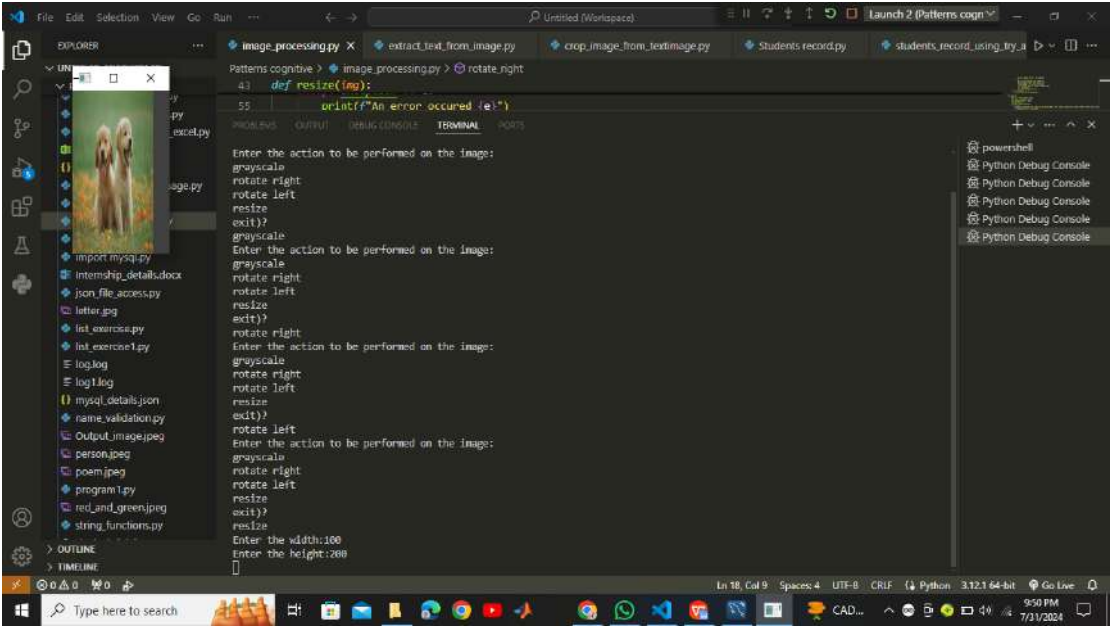 File Edit Selection View Go Run ···
Untitled (Workspace)
Launch 2 (Patterns cogn
EXPLORER ···
image_processing.py
extract_text_from_image.py
crop_image_from_textimage.py
Students record.py
students_record_using_try_a
Patterns cognitive > image_processing.py > rotate_right
43 def resize(img):
55 print(f"An error occured {e}")
PROBLEMS OUTPUT DEBUG CONSOLE TERMINAL PORTS
.py
_excel.py
age.py
import mysql.py
Internship_details.docx
json_file_access.py
letter.jpg
list_exercise.py
list_exercise1.py
log.log
log1.log
mysql_details.json
name_validation.py
Output_image.jpeg
person.jpeg
poem.jpeg
program1.py
red_and_green.jpeg
string_functions.py
OUTLINE
TIMELINE
Enter the action to be performed on the image:
grayscale
rotate right
rotate left
resize
exit)?
grayscale
Enter the action to be performed on the image:
grayscale
rotate right
rotate left
resize
exit)?
rotate right
Enter the action to be performed on the image:
grayscale
rotate right
rotate left
resize
exit)?
rotate left
Enter the action to be performed on the image:
grayscale
rotate right
rotate left
resize
exit)?
resize
Enter the width:100
Enter the height:200
powershell
Python Debug Console
Python Debug Console
Python Debug Console
Python Debug Console
Python Debug Console
0 0 0
Ln 18, Col 9 Spaces: 4 UTF-8 CRLF Python 3.12.1 64-bit Go Live
Type here to search
CAD...
9:50 PM
7/31/2024